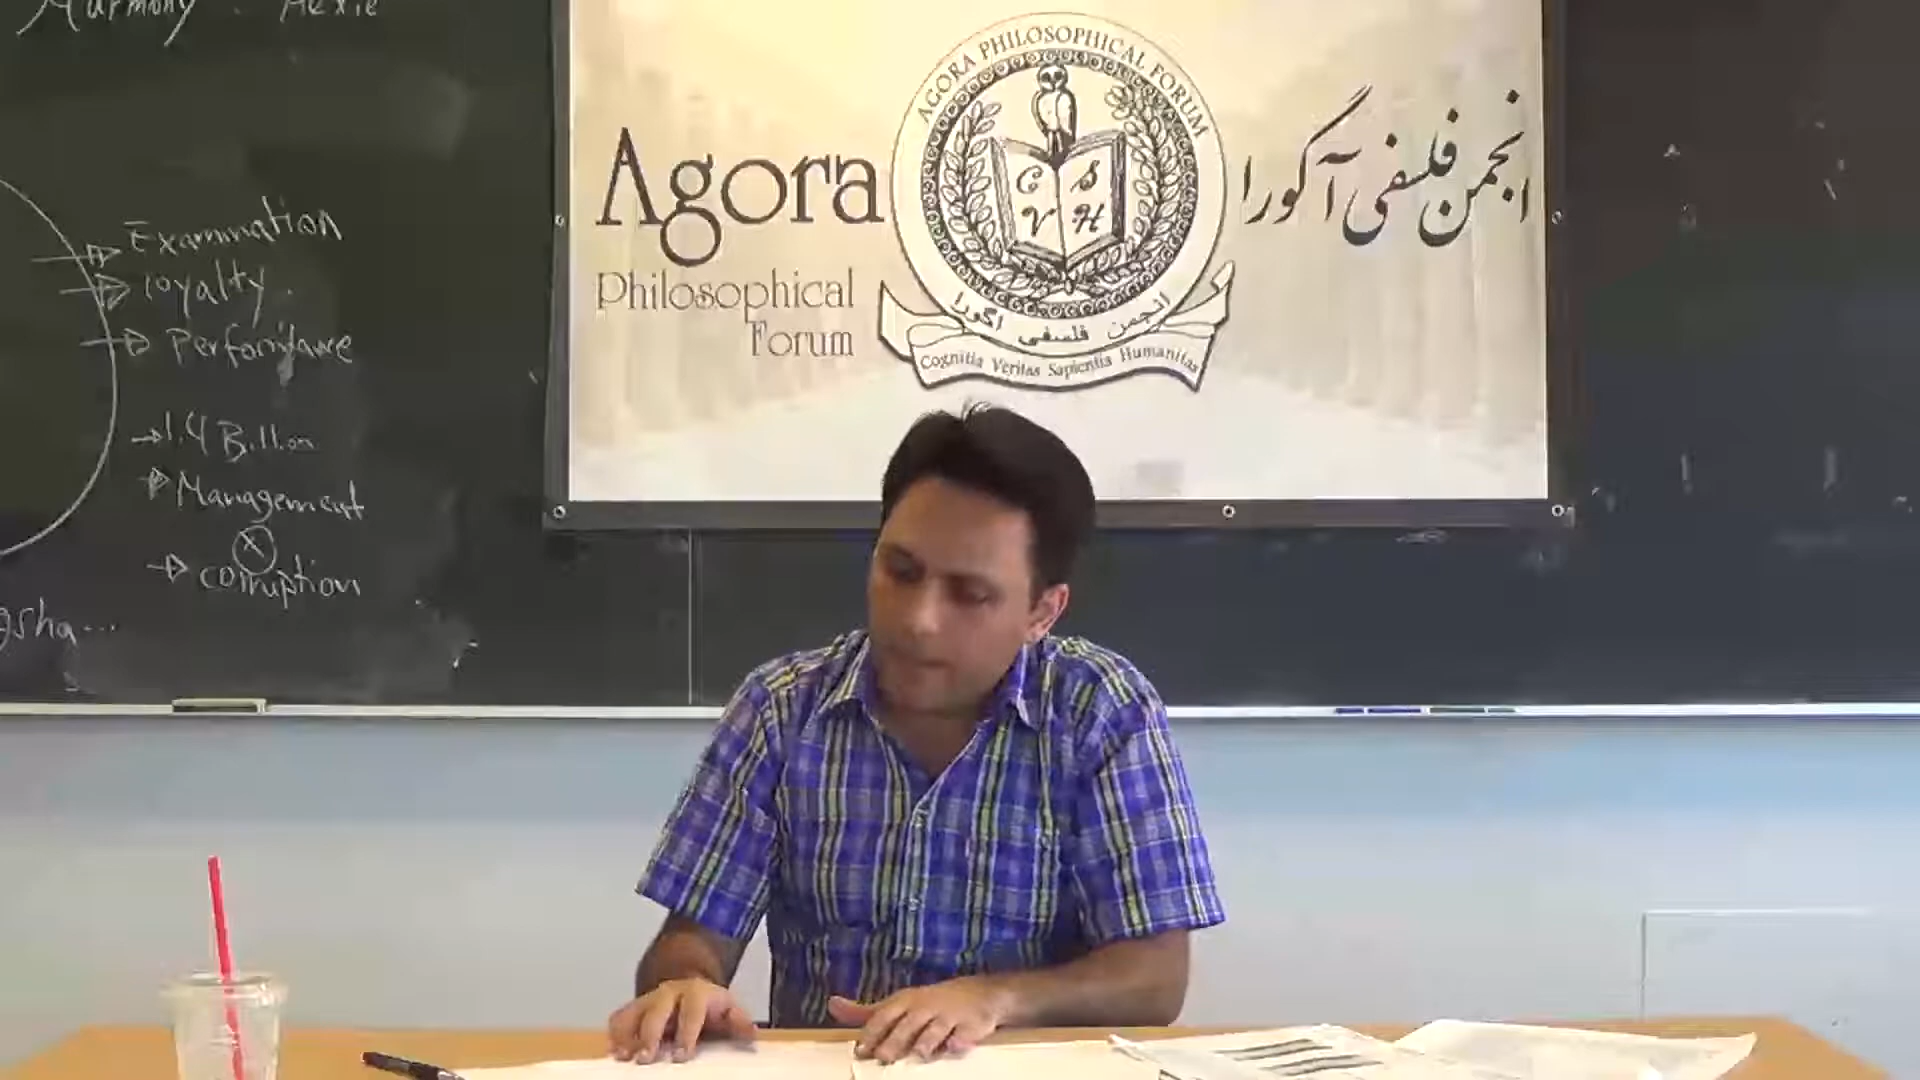 Harmony
Examination
Loyalty
Performance
1.4 Billion
Management
X
corruption
AGORA PHILOSOPHICAL FORUM
Agora
Philosophical
Forum
C S
V H
انجمن فلسفی آگورا
Cognitia Veritas Sapientia Humanitas
انجمن فلسفی آگورا